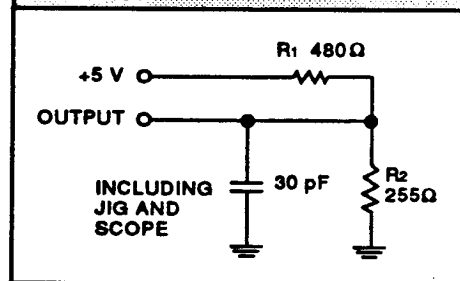 R1 480Ω
+5 V
OUTPUT
INCLUDING
JIG AND
SCOPE
30 pF
R2
255Ω